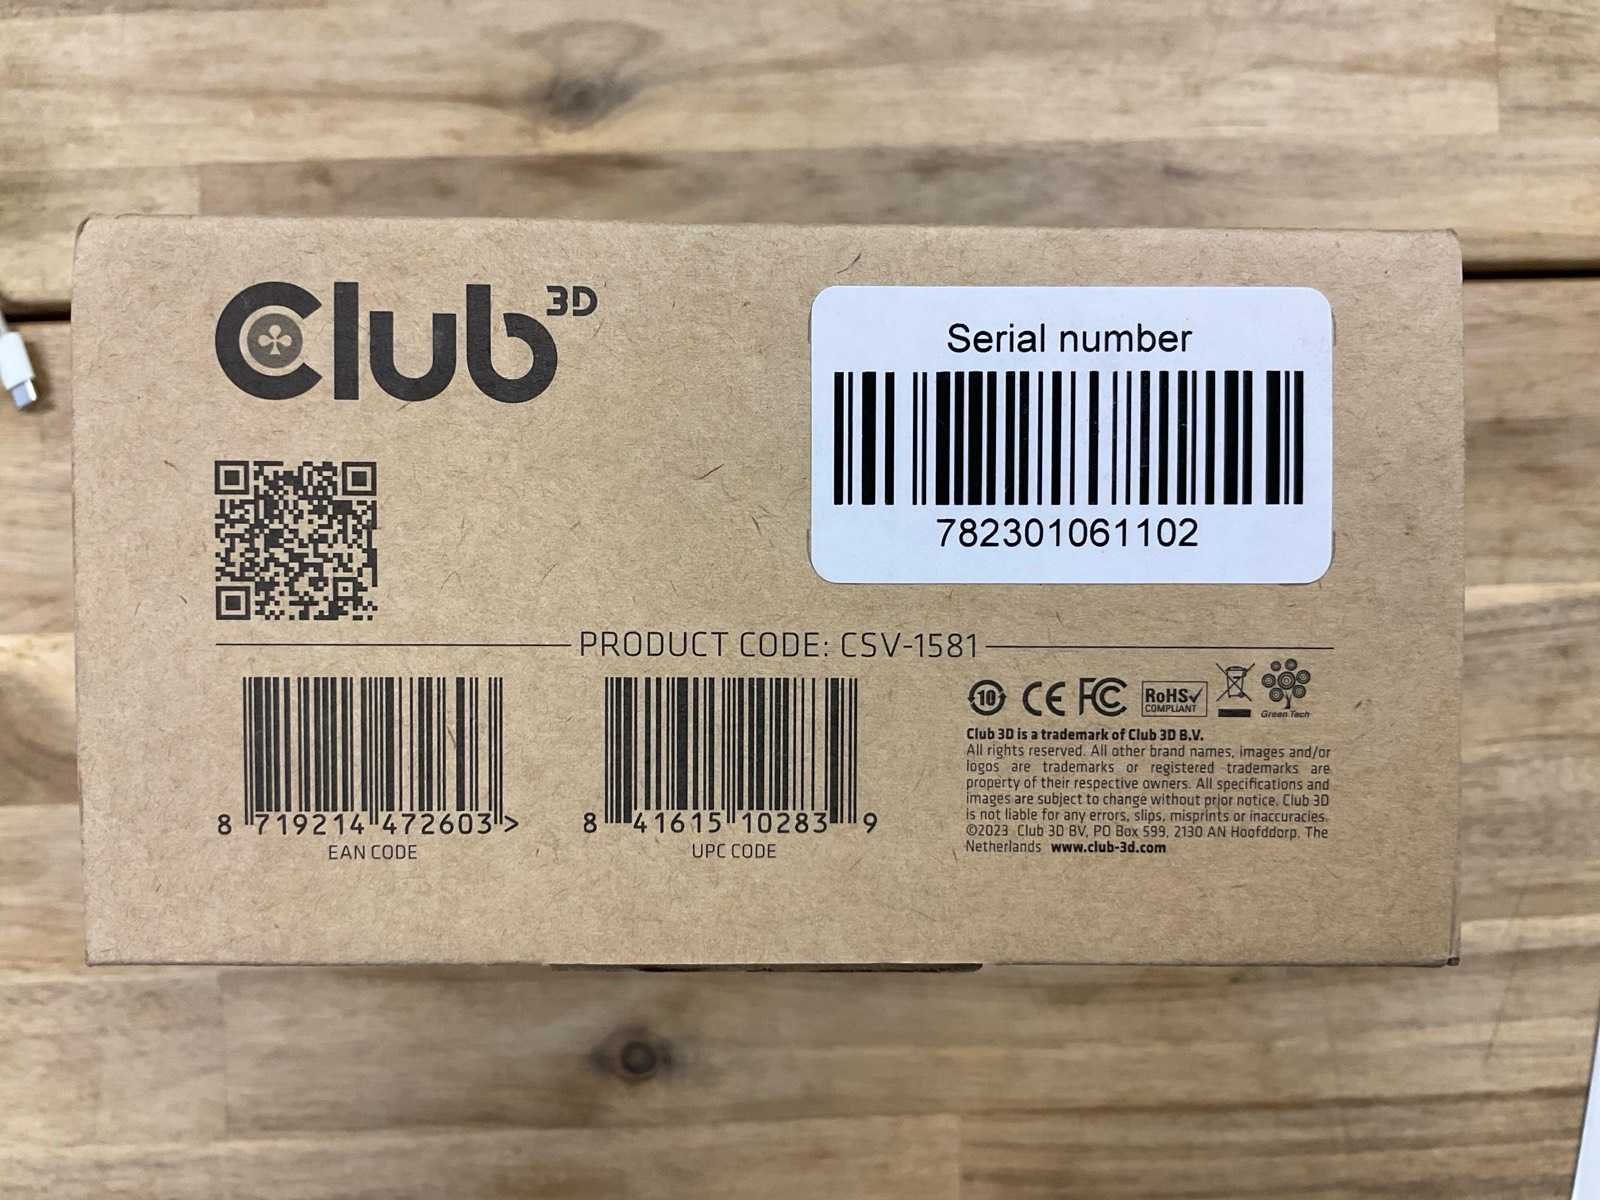 Club 3D
Serial number
782301061102
PRODUCT CODE: CSV-1581
8 719214 472603 >
EAN CODE
8 41615 10283 9
UPC CODE
10 CE FC RoHS✓
COMPLIANT
Green Tech
Club 3D is a trademark of Club 3D B.V.
All rights reserved. All other brand names, images and/or
logos are trademarks or registered trademarks are
property of their respective owners. All specifications and
images are subject to change without prior notice. Club 3D
is not liable for any errors, slips, misprints or inaccuracies.
©2023 Club 3D BV, PO Box 599, 2130 AN Hoofddorp. The
Netherlands www.club-3d.com